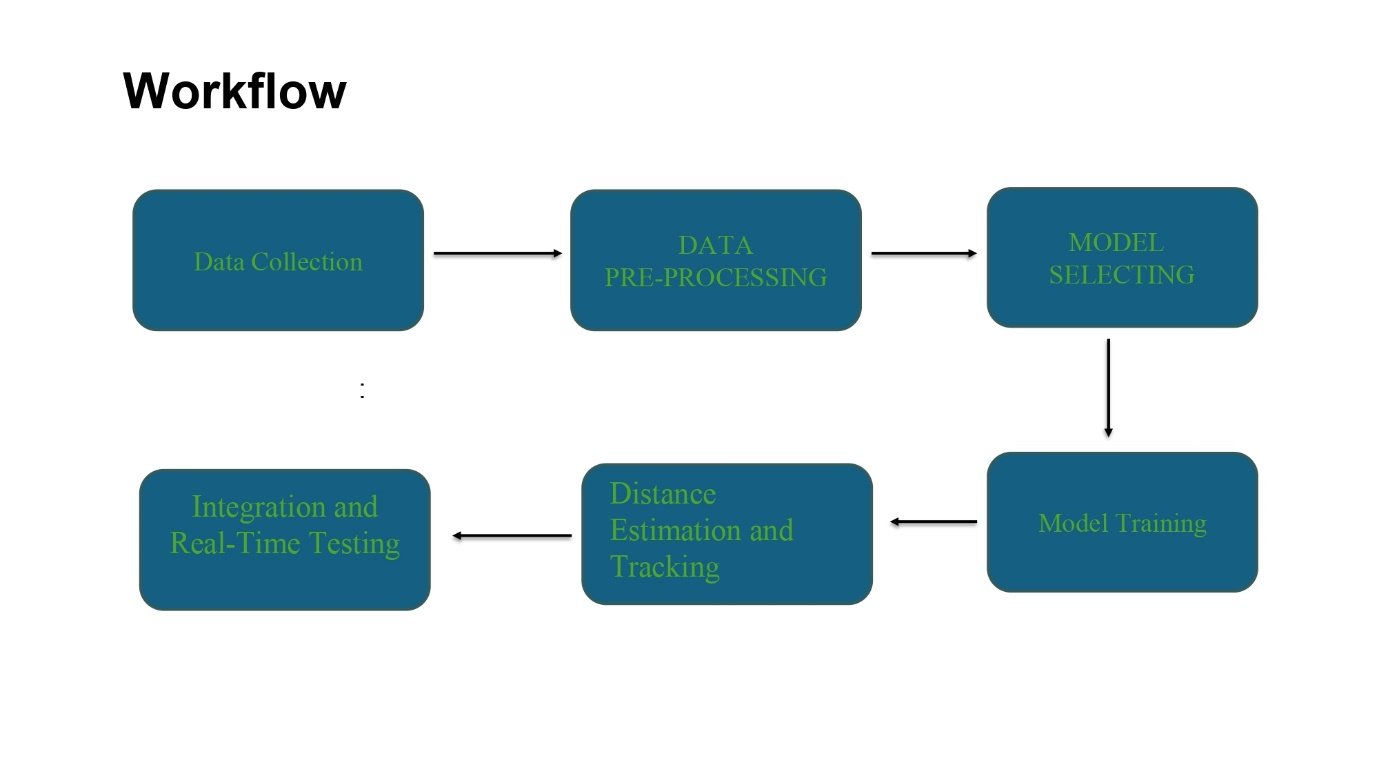 Workflow
Data Collection
DATA
PRE-PROCESSING
MODEL
SELECTING
:
Integration and
Real-Time Testing
Distance
Estimation and
Tracking
Model Training